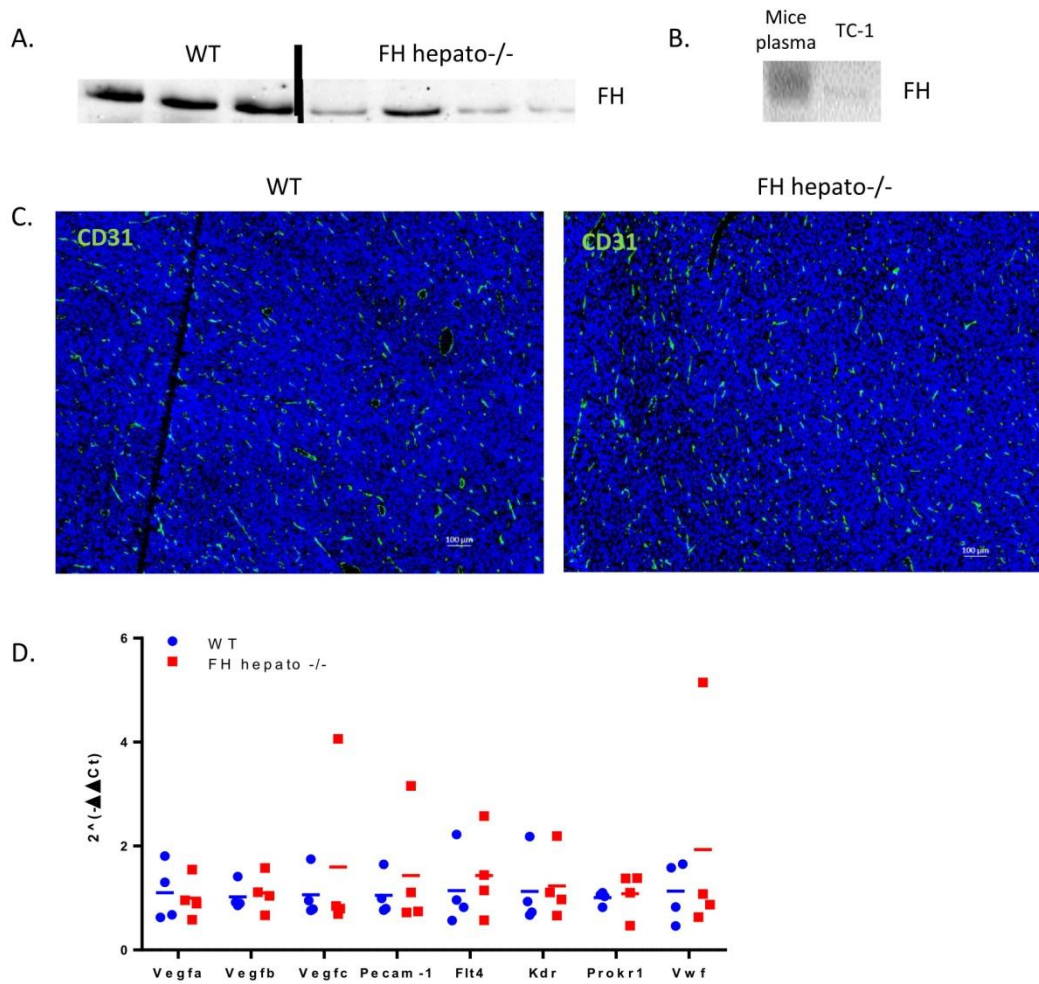 A.
WT
FH hepato-/-
FH
B.
Mice
plasma
TC-1
FH
WT
FH hepato-/-
C.
CD31
100 µm
CD31
100 µm
D.
WT
FH hepato -/-
2^(-▲▲Ct)
6
4
2
0
Vegfa
Vegfb
Vegfc
Pecam-1
Flt4
Kdr
Prokr1
Vwf